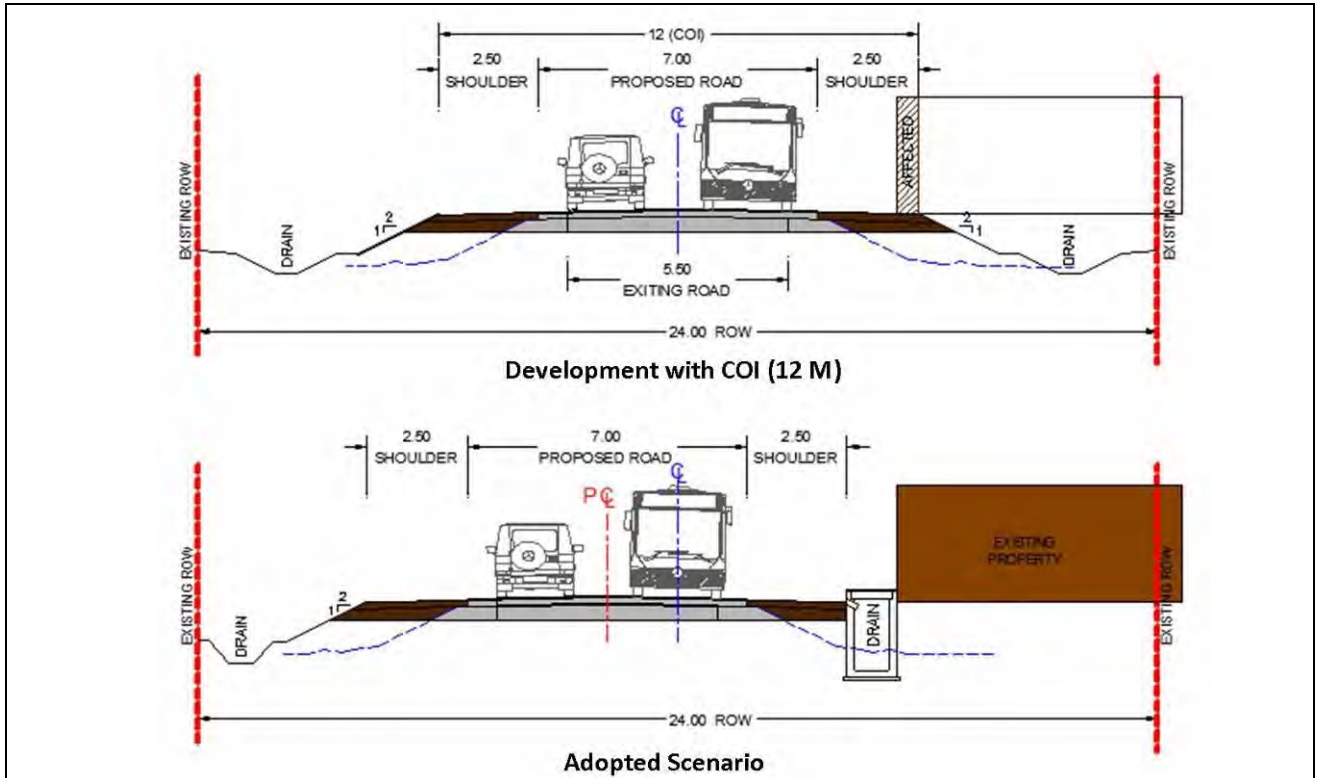 12 (COI)
2.50 7.00 2.50
SHOULDER PROPOSED ROAD SHOULDER
CL
AFFECTED
EXISTING ROW
EXISTING ROW
2
1
2
1
DRAIN
DRAIN
5.50
EXITING ROAD
24.00 ROW
Development with COI (12 M)
2.50 7.00 2.50
SHOULDER PROPOSED ROAD SHOULDER
CL
P CL
EXISTING ROW
EXISTING PROPERTY
EXISTING ROW
2
1
DRAIN
DRAIN
24.00 ROW
Adopted Scenario